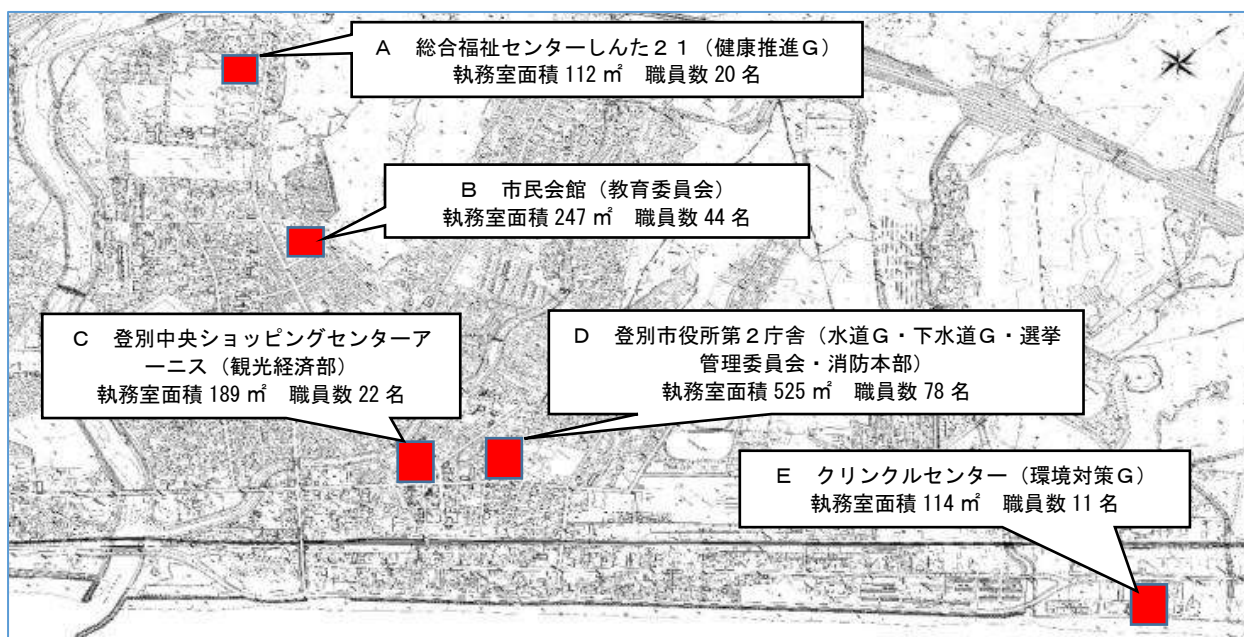 A 総合福祉センターしんた２１（健康推進G）
執務室面積 112 ㎡ 職員数 20 名
B 市民会館（教育委員会）
執務室面積 247 ㎡ 職員数 44 名
C 登別中央ショッピングセンターア
ーニス（観光経済部）
執務室面積 189 ㎡ 職員数 22 名
D 登別市役所第２庁舎（水道G・下水道G・選挙
管理委員会・消防本部）
執務室面積 525 ㎡ 職員数 78 名
E クリンクルセンター（環境対策G）
執務室面積 114 ㎡ 職員数 11 名